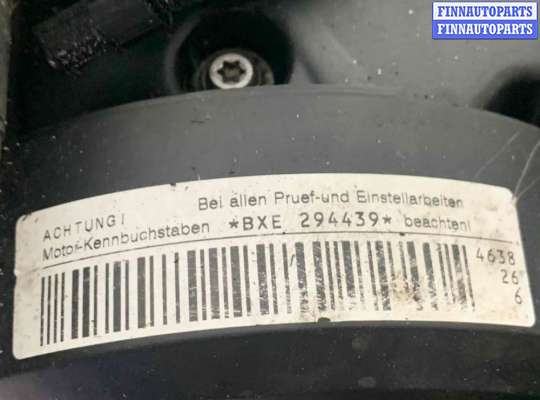 FINNAUTOPARTS
FINNAUTOPARTS
ACHTUNG! Bei allen Pruef-und Einstellarbeiten
Motor-Kennbuchstaben *BXE 294439* beachten!
4638
26
6